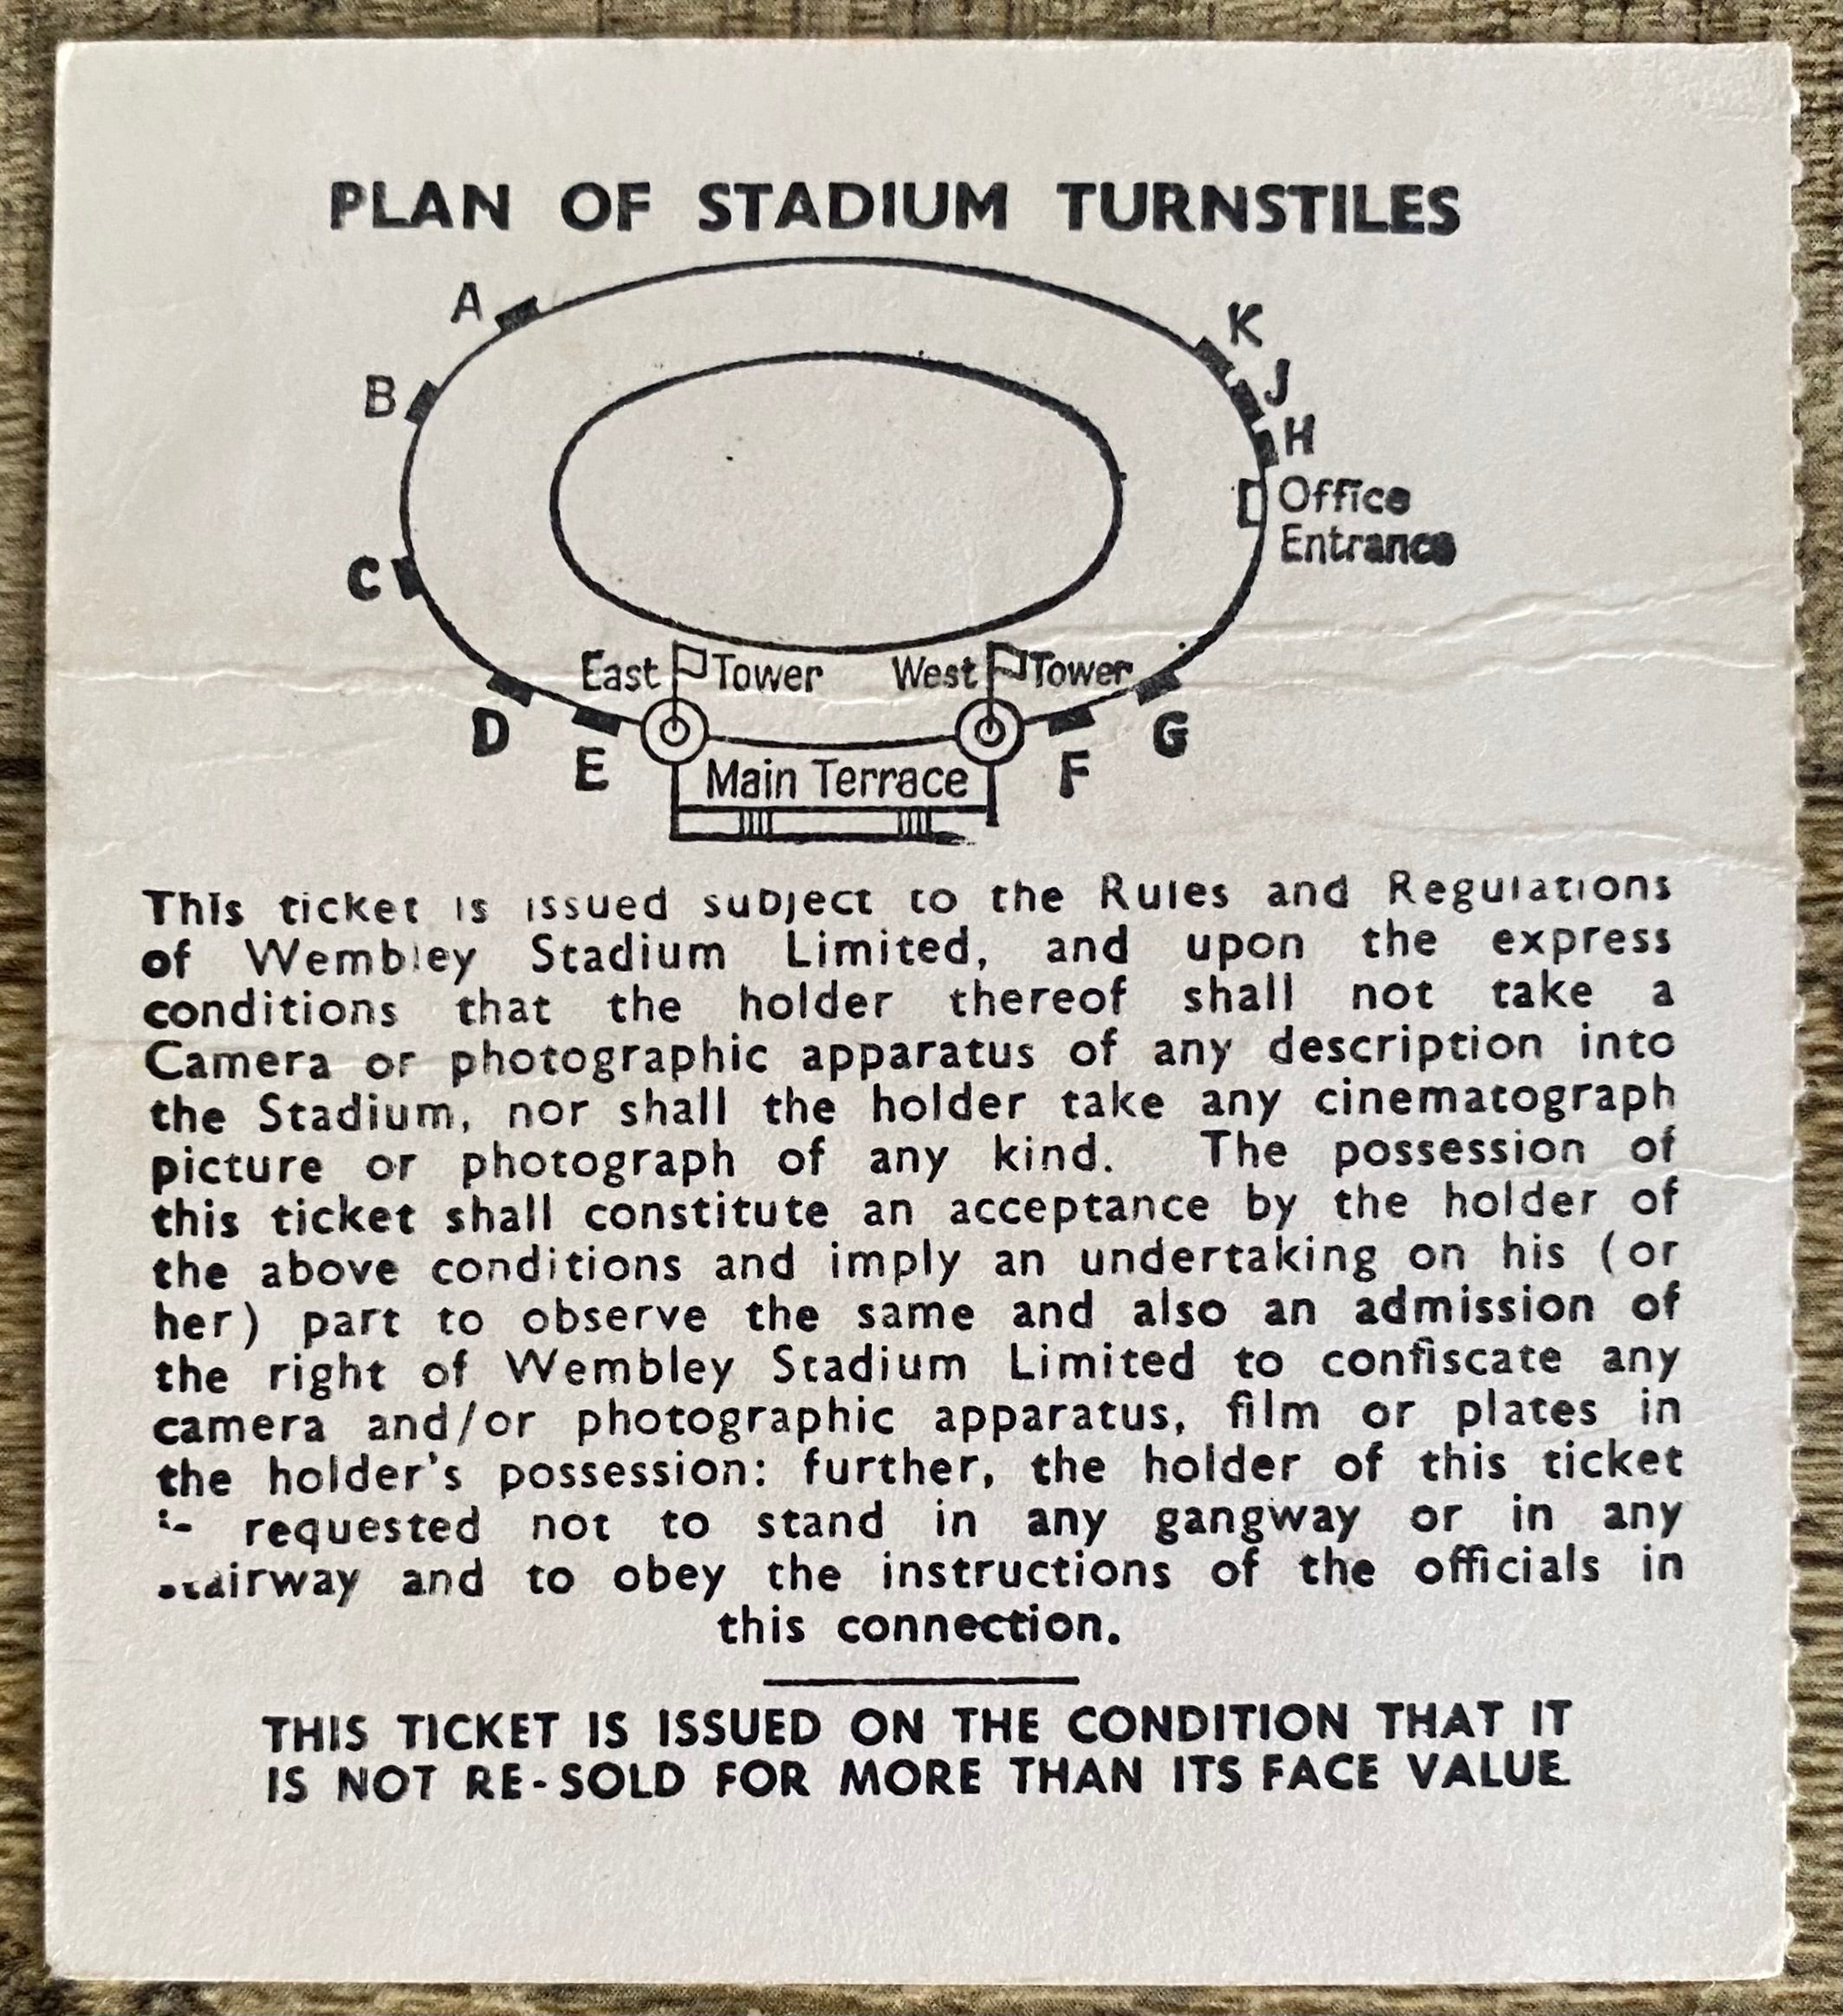 PLAN OF STADIUM TURNSTILES
A
K
J
B
H
Office
Entrance
C
East Tower West Tower
D
G
E
F
Main Terrace
This ticket is issued subject to the Rules and Regulations
of Wembley Stadium Limited, and upon the express
conditions that the holder thereof shall not take a
Camera or photographic apparatus of any description into
the Stadium, nor shall the holder take any cinematograph
picture or photograph of any kind. The possession of
this ticket shall constitute an acceptance by the holder of
the above conditions and imply an undertaking on his (or
her) part to observe the same and also an admission of
the right of Wembley Stadium Limited to confiscate any
camera and/or photographic apparatus, film or plates in
the holder's possession: further, the holder of this ticket
requested not to stand in any gangway or in any
stairway and to obey the instructions of the officials in
this connection.
THIS TICKET IS ISSUED ON THE CONDITION THAT IT
IS NOT RE-SOLD FOR MORE THAN ITS FACE VALUE